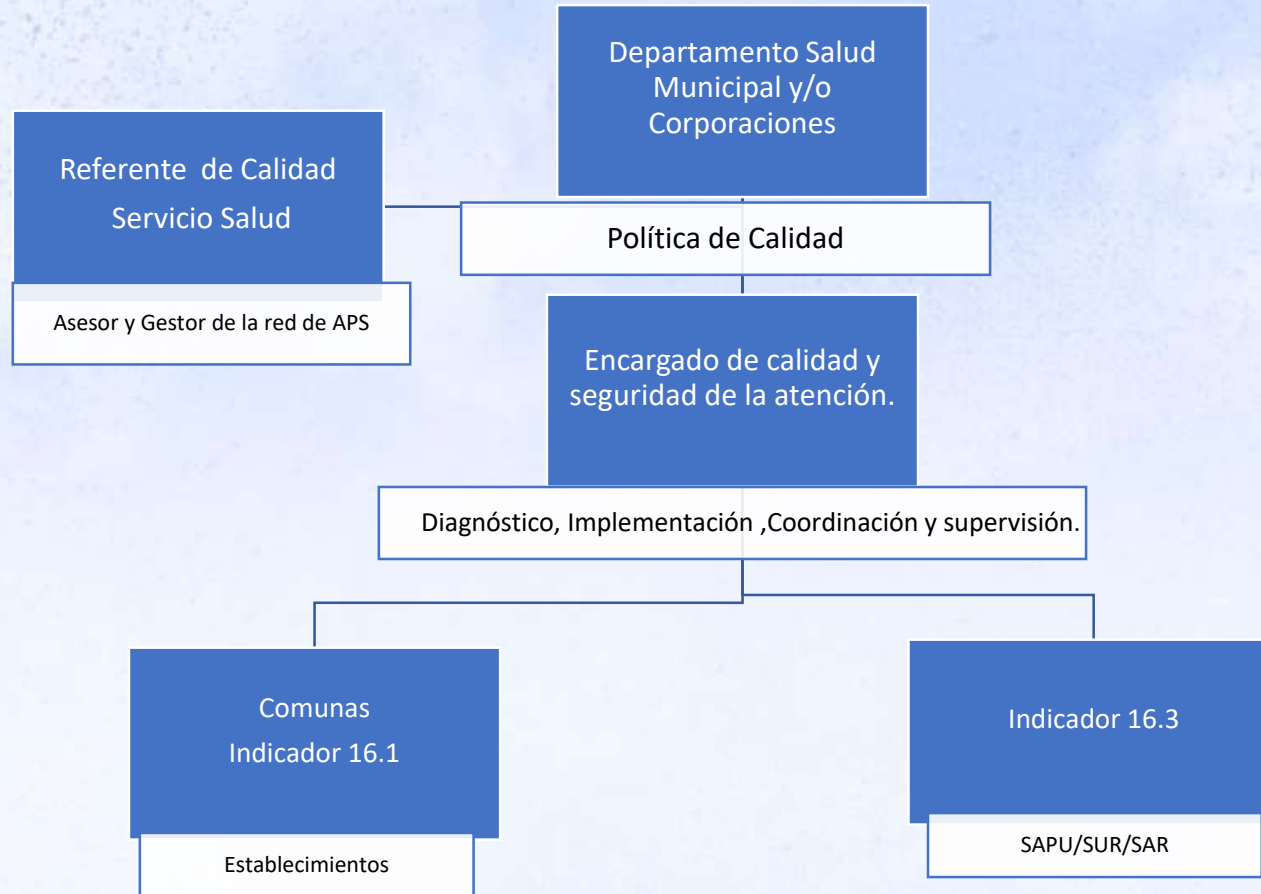 Departamento Salud
Municipal y/o
Corporaciones
Referente de Calidad
Servicio Salud
Política de Calidad
Asesor y Gestor de la red de APS
Encargado de calidad y
seguridad de la atención.
Diagnóstico, Implementación ,Coordinación y supervisión.
Comunas
Indicador 16.1
Establecimientos
Indicador 16.3
SAPU/SUR/SAR